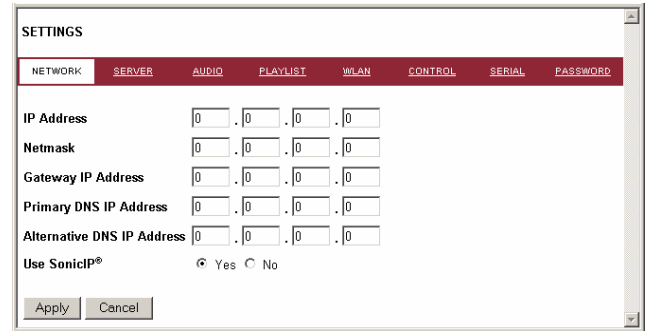 SETTINGS
NETWORK SERVER AUDIO PLAYLIST WLAN CONTROL SERIAL PASSWORD
IP Address 0 . 0 . 0 . 0
Netmask 0 . 0 . 0 . 0
Gateway IP Address 0 . 0 . 0 . 0
Primary DNS IP Address 0 . 0 . 0 . 0
Alternative DNS IP Address 0 . 0 . 0 . 0
Use SonicIP® Yes No
Apply Cancel